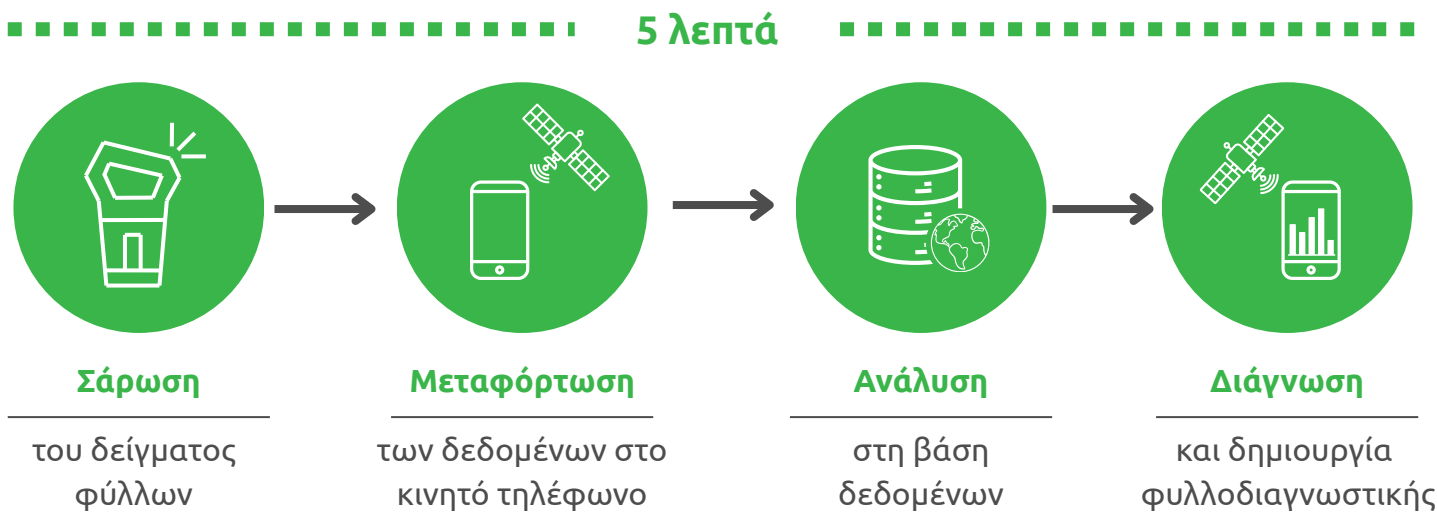 5 λεπτά
Σάρωση
του δείγματος
φύλλων
Μεταφόρτωση
των δεδομένων στο
κινητό τηλέφωνο
Ανάλυση
στη βάση
δεδομένων
Διάγνωση
και δημιουργία
φυλλοδιαγνωστικής